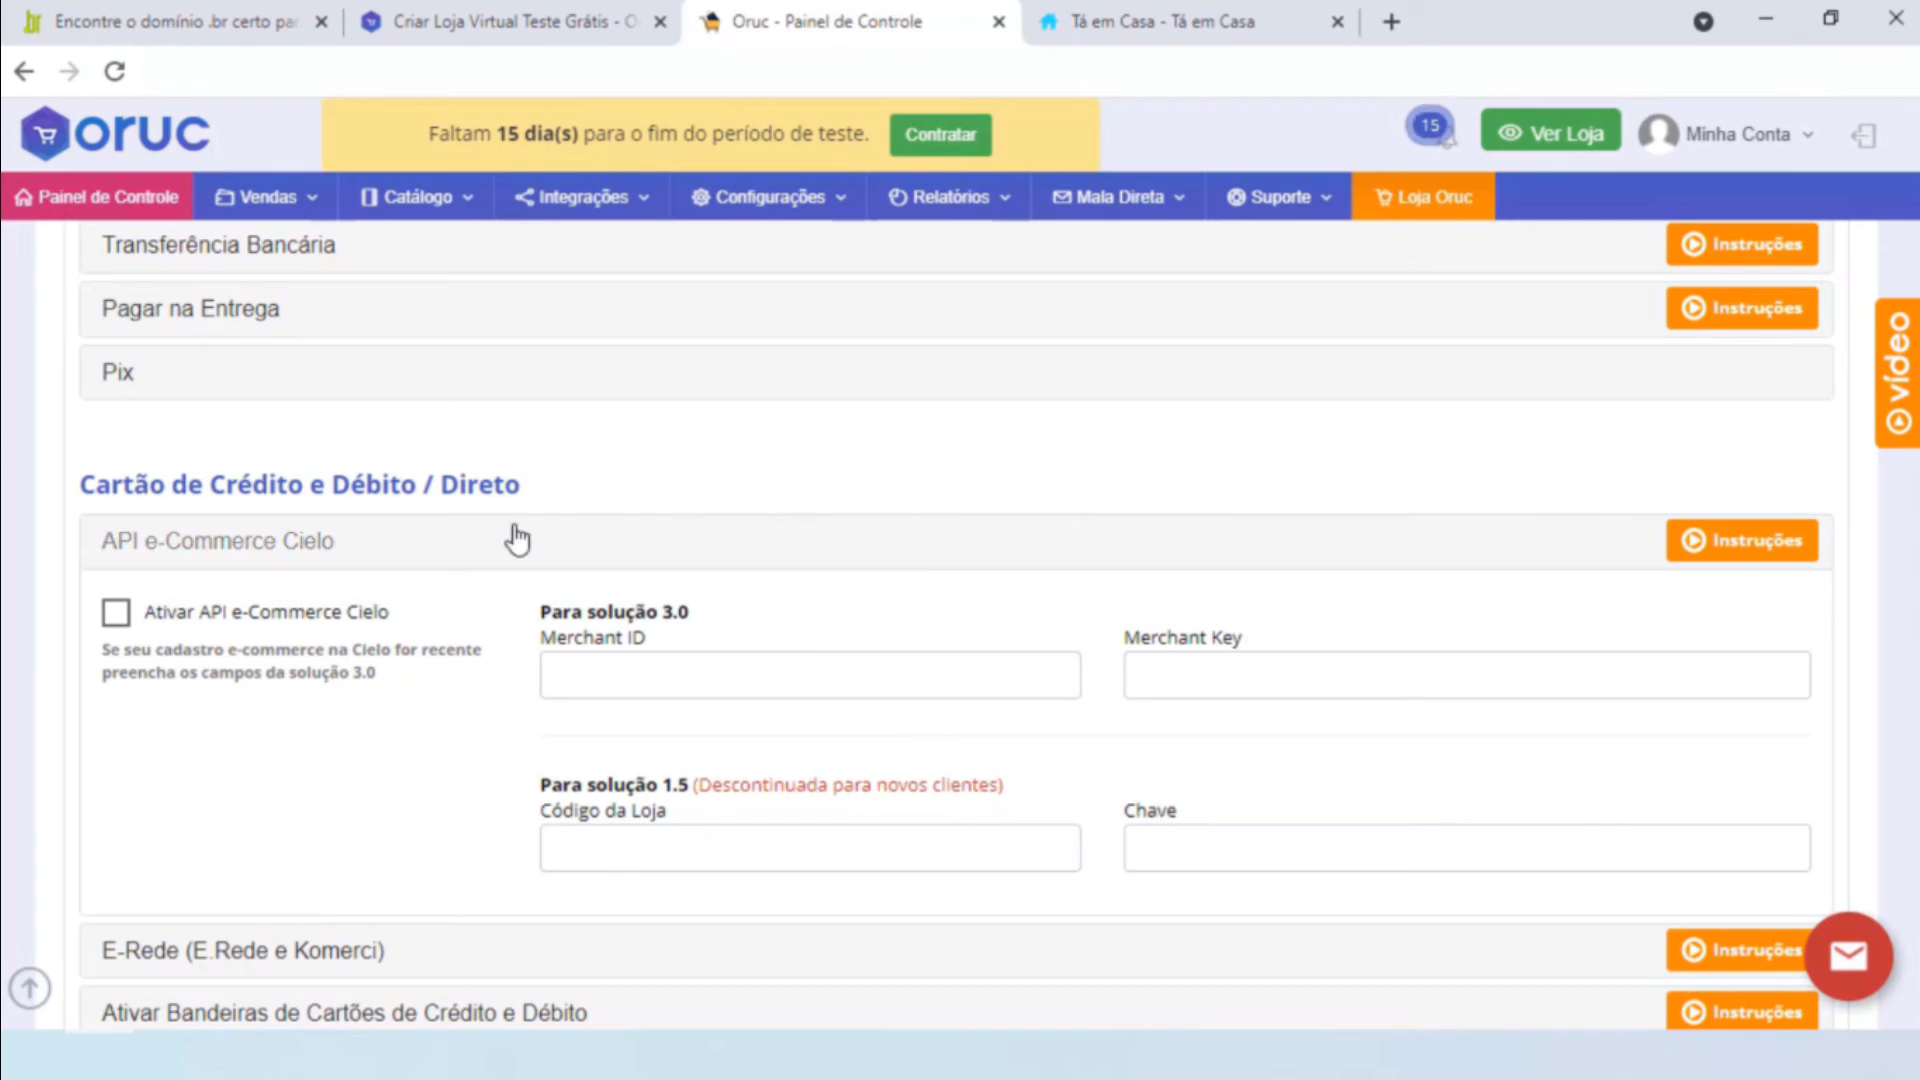 Encontre o domínio .br certo par
Criar Loja Virtual Teste Grátis - O
Oruc - Painel de Controle
Tá em Casa - Tá em Casa
oruc
Faltam 15 dia(s) para o fim do período de teste.
Contratar
15
Ver Loja
Minha Conta
Painel de Controle
Vendas
Catálogo
Integrações
Configurações
Relatórios
Mala Direta
Suporte
Loja Oruc
Transferência Bancária
Instruções
Pagar na Entrega
Instruções
Pix
vídeo
Cartão de Crédito e Débito / Direto
API e-Commerce Cielo
Instruções
Ativar API e-Commerce Cielo
Se seu cadastro e-commerce na Cielo for recente
preencha os campos da solução 3.0
Para solução 3.0
Merchant ID
Merchant Key
Para solução 1.5 (Descontinuada para novos clientes)
Código da Loja
Chave
E-Rede (E.Rede e Komerci)
Instruções
Ativar Bandeiras de Cartões de Crédito e Débito
Instruções